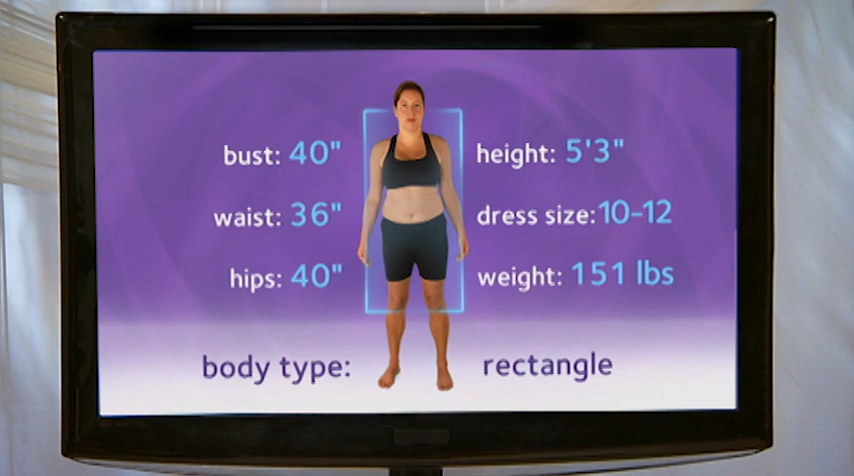 bust: 40"
height: 5'3"
waist: 36"
dress size:10-12
hips: 40"
weight: 151 lbs
body type: rectangle